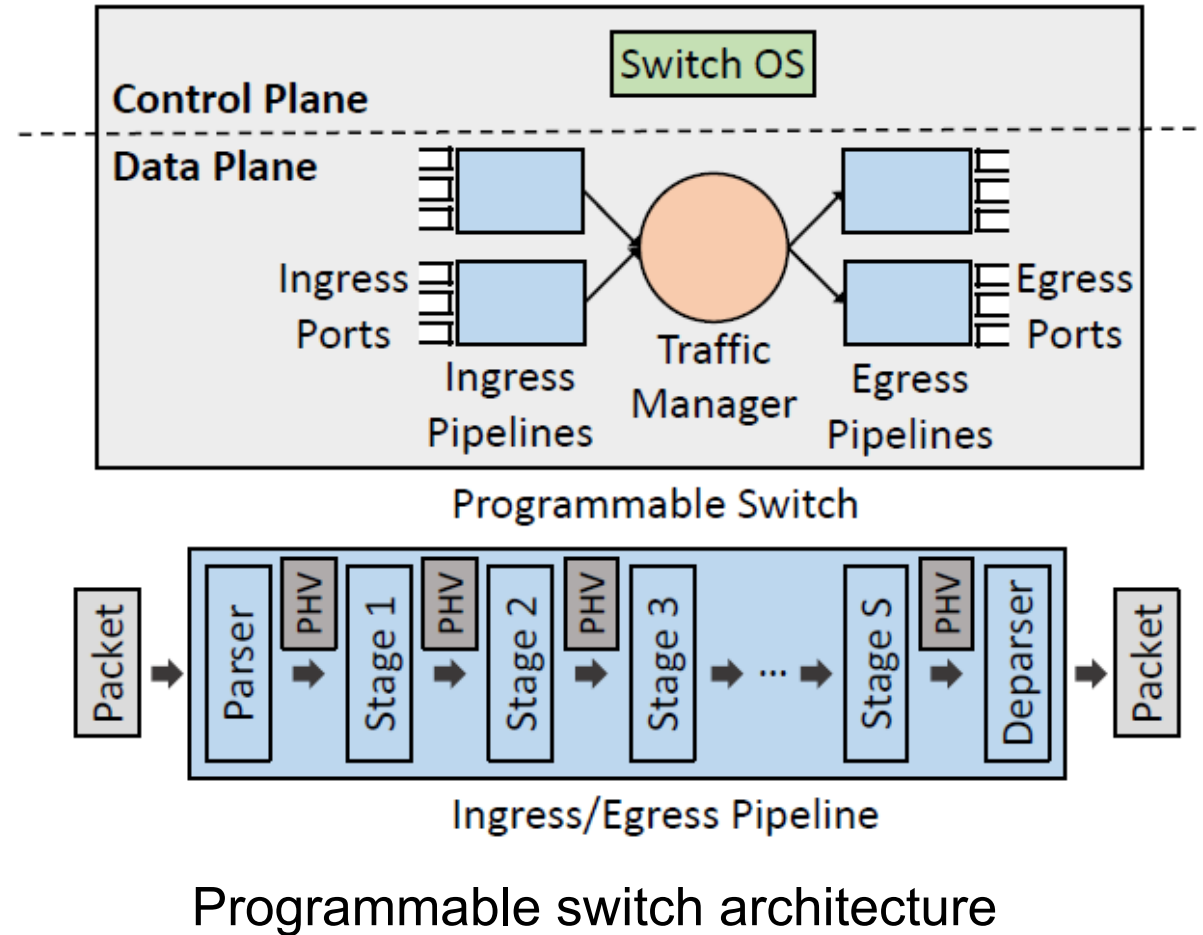 Switch OS
Control Plane
Data Plane
Ingress
Ports
Ingress
Pipelines
Traffic
Manager
Egress
Pipelines
Egress
Ports
Programmable Switch
Packet
Parser
PHV
Stage 1
PHV
Stage 2
PHV
Stage 3
...
Stage S
PHV
Deparser
Packet
Ingress/Egress Pipeline
Programmable switch architecture